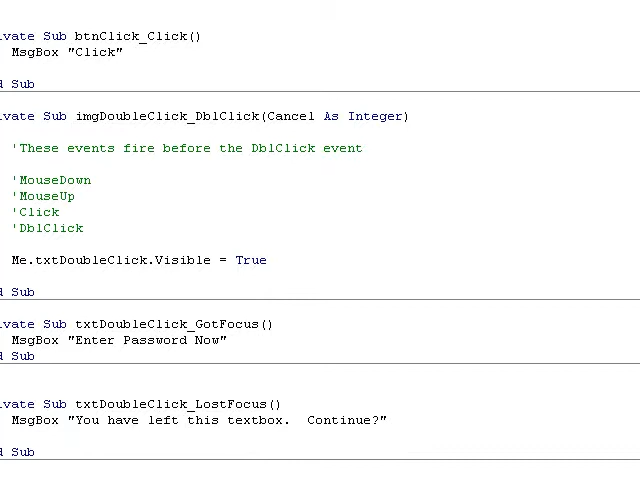 ivate Sub btnClick_Click()
MsgBox "Click"
d Sub
ivate Sub imgDoubleClick_DblClick(Cancel As Integer)
'These events fire before the DblClick event
'MouseDown
'MouseUp
'Click
'DblClick
Me.txtDoubleClick.Visible = True
d Sub
ivate Sub txtDoubleClick_GotFocus()
MsgBox "Enter Password Now"
d Sub
ivate Sub txtDoubleClick_LostFocus()
MsgBox "You have left this textbox.  Continue?"
d Sub